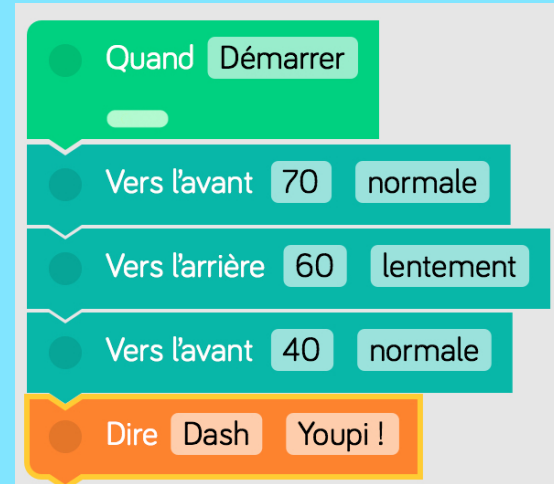 Quand Démarrer
Vers l'avant 70 normale
Vers l'arrière 60 lentement
Vers l'avant 40 normale
Dire Dash Youpi !